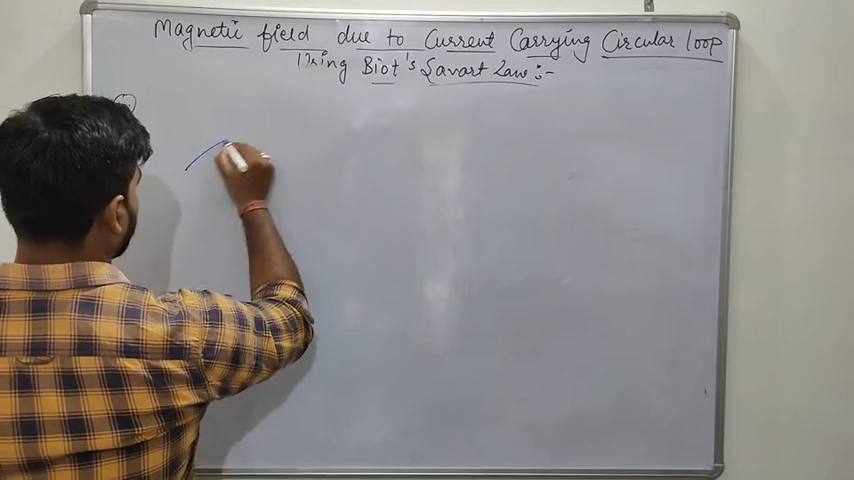 Magnetic field due to Current Carrying Circular loop
Using Biot's Savart Law :-